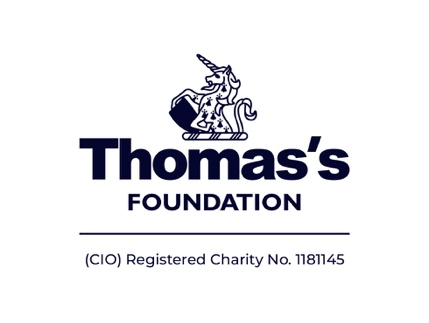 Thomas's
FOUNDATION
(CIO) Registered Charity No. 1181145